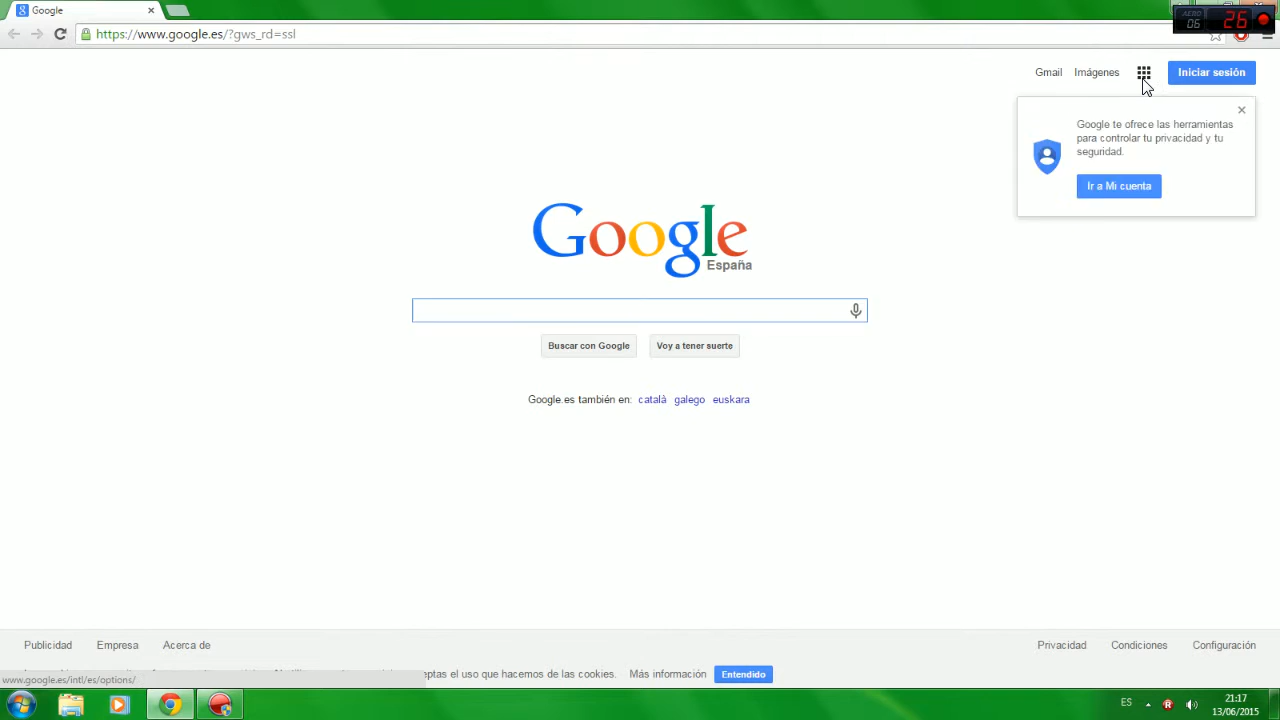 Google
https://www.google.es/?gws_rd=ssl
AERO
06
26
Gmail
Imágenes
Iniciar sesión
Google te ofrece las herramientas
para controlar tu privacidad y tu
seguridad.
Ir a Mi cuenta
Google
España
Buscar con Google
Voy a tener suerte
Google.es también en: català galego euskara
Publicidad
Empresa
Acerca de
Privacidad
Condiciones
Configuración
el uso que hacemos de las cookies.
Más información
Entendido
www.google.es/intl/es/options/
ES
21:17
13/06/2015